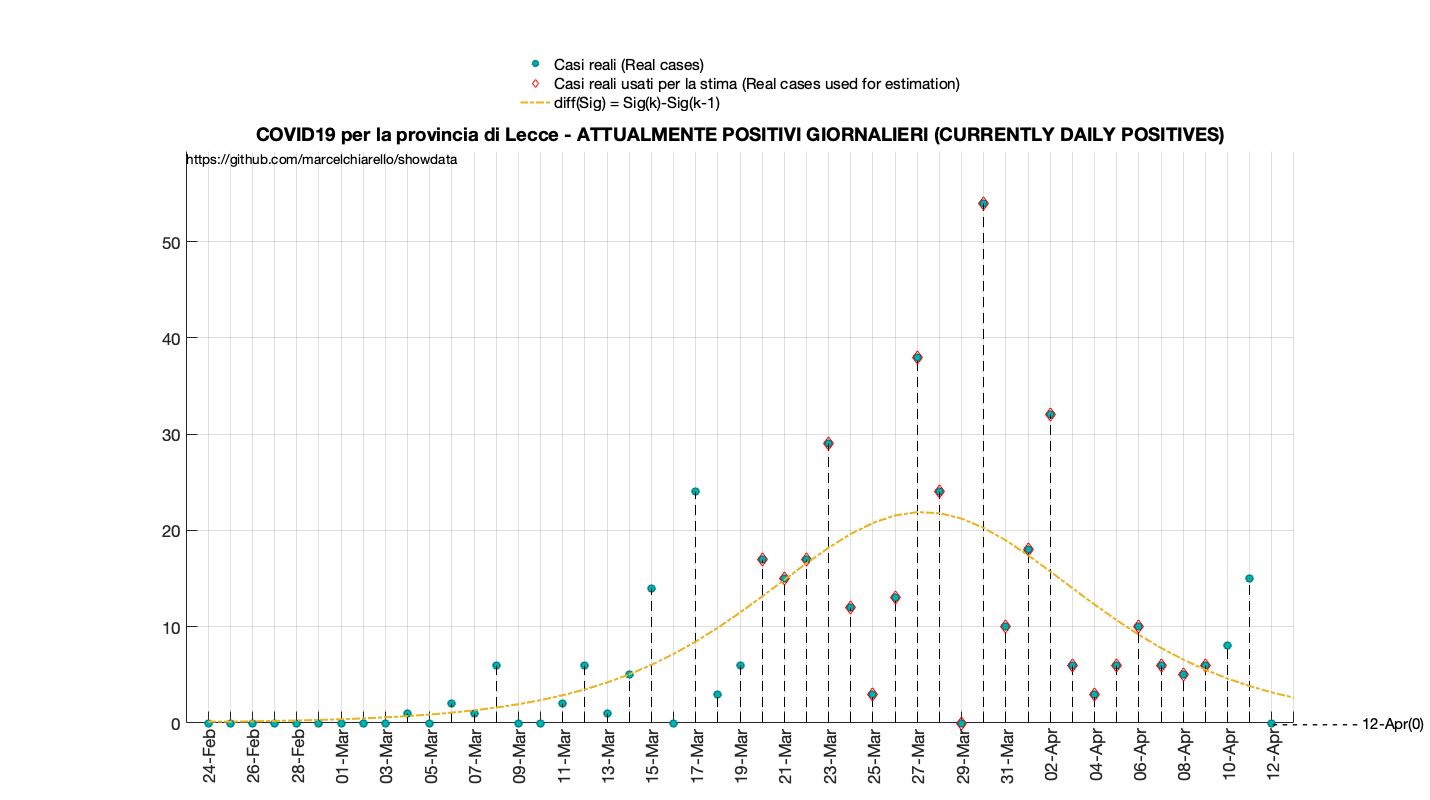 Casi reali (Real cases)
Casi reali usati per la stima (Real cases used for estimation)
diff(Sig) = Sig(k)-Sig(k-1)
COVID19 per la provincia di Lecce - ATTUALMENTE POSITIVI GIORNALIERI (CURRENTLY DAILY POSITIVES)
https://github.com/marcelchiarello/showdata
50
40
30
20
10
0
12-Apr(0)
24-Feb
26-Feb
28-Feb
01-Mar
03-Mar
05-Mar
07-Mar
09-Mar
11-Mar
13-Mar
15-Mar
17-Mar
19-Mar
21-Mar
23-Mar
25-Mar
27-Mar
29-Mar
31-Mar
02-Apr
04-Apr
06-Apr
08-Apr
10-Apr
12-Apr